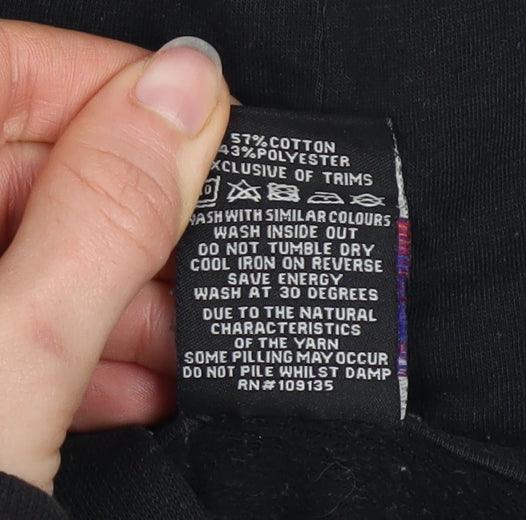 57% COTTON
43% POLYESTER
EXCLUSIVE OF TRIMS
WASH WITH SIMILAR COLOURS
WASH INSIDE OUT
DO NOT TUMBLE DRY
COOL IRON ON REVERSE
SAVE ENERGY
WASH AT 30 DEGREES
DUE TO THE NATURAL
CHARACTERISTICS
OF THE YARN
SOME PILLING MAY OCCUR
DO NOT PILE WHILST DAMP
RN#109135